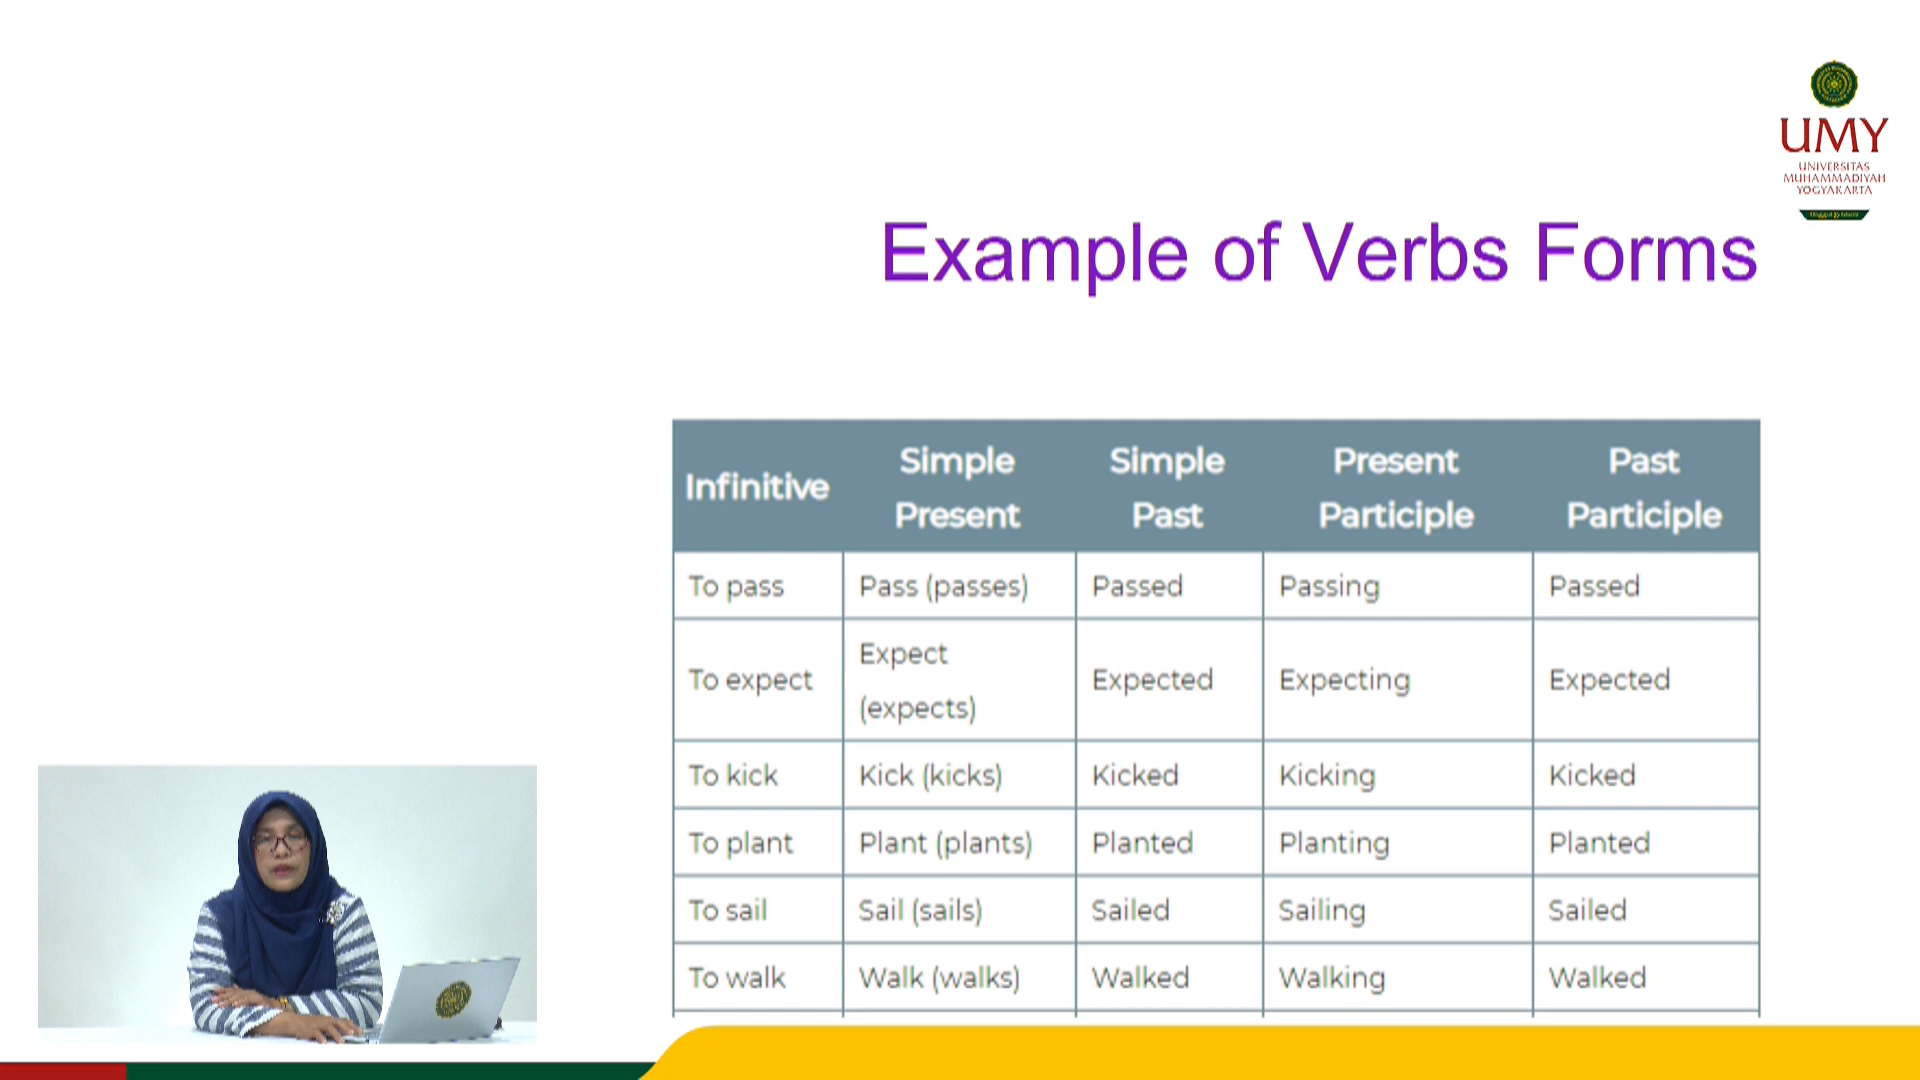 UMY
UNIVERSITAS
MUHAMMADIYAH
YOGYAKARTA
Example of Verbs Forms
Infinitive Simple Present Simple Past Present Participle Past Participle
To pass Pass (passes) Passed Passing Passed
To expect Expect (expects) Expected Expecting Expected
To kick Kick (kicks) Kicked Kicking Kicked
To plant Plant (plants) Planted Planting Planted
To sail Sail (sails) Sailed Sailing Sailed
To walk Walk (walks) Walked Walking Walked